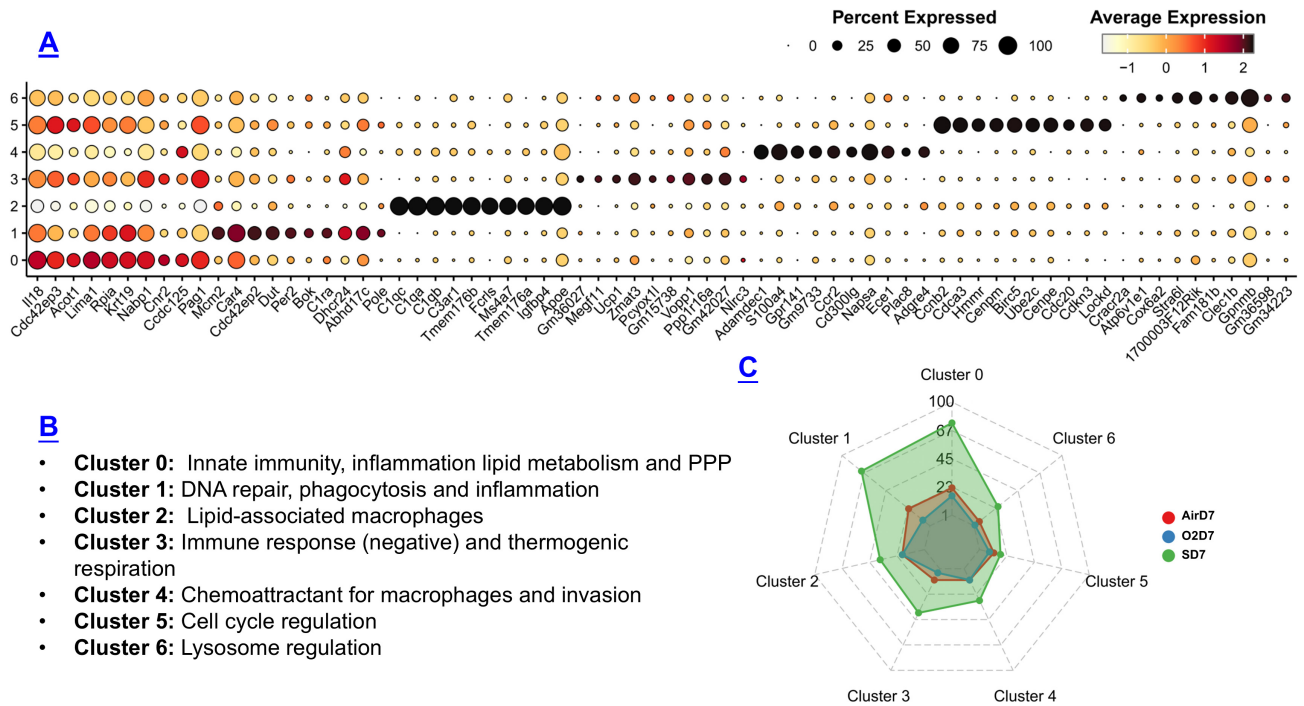 A
Percent Expressed
0 25 50 75 100
Average Expression
−1 0 1 2
6
5
4
3
2
1
0
Il18 Cdc42ep3 Acot1 Lima1 Rpia Krt19 Nabp1 Cnr2 Ccdc125 Pag1 Mcm2 Car4 Cdc42ep2 Dut Per2 Bok C1ra Dhcr24 Abhd17c Pole C1qc C1qa C1qb C3ar1 Tmem176b Fcrls Ms4a7 Tmem176a Igfbp4 Apoe Gm36027 Megf11 Ucp1 Zmat3 Pcyox1l Gm15738 Vopp1 Ppp1r16a Gm42027 Nlrc3 Adamdec1 S100a4 Gpr141 Gm9733 Ccr2 Cd300lg Napsa Ece1 Plac8 Adgre4 Ccnb2 Cdca3 Hmmr Cenpm Birc5 Ube2c Cenpe Cdc20 Cdkn3 Lockd Cracr2a Atp6v1e1 Cox6a2 Stra6l 1700003F12Rik Fam181b Clec1b Gpnmb Gm36598 Gm34223
B
• Cluster 0: Innate immunity, inflammation lipid metabolism and PPP
• Cluster 1: DNA repair, phagocytosis and inflammation
• Cluster 2: Lipid-associated macrophages
• Cluster 3: Immune response (negative) and thermogenic
respiration
• Cluster 4: Chemoattractant for macrophages and invasion
• Cluster 5: Cell cycle regulation
• Cluster 6: Lysosome regulation
C
Cluster 0
100
67
45
23
1
Cluster 1
Cluster 6
Cluster 2
Cluster 5
Cluster 3
Cluster 4
AirD7
O2D7
SD7